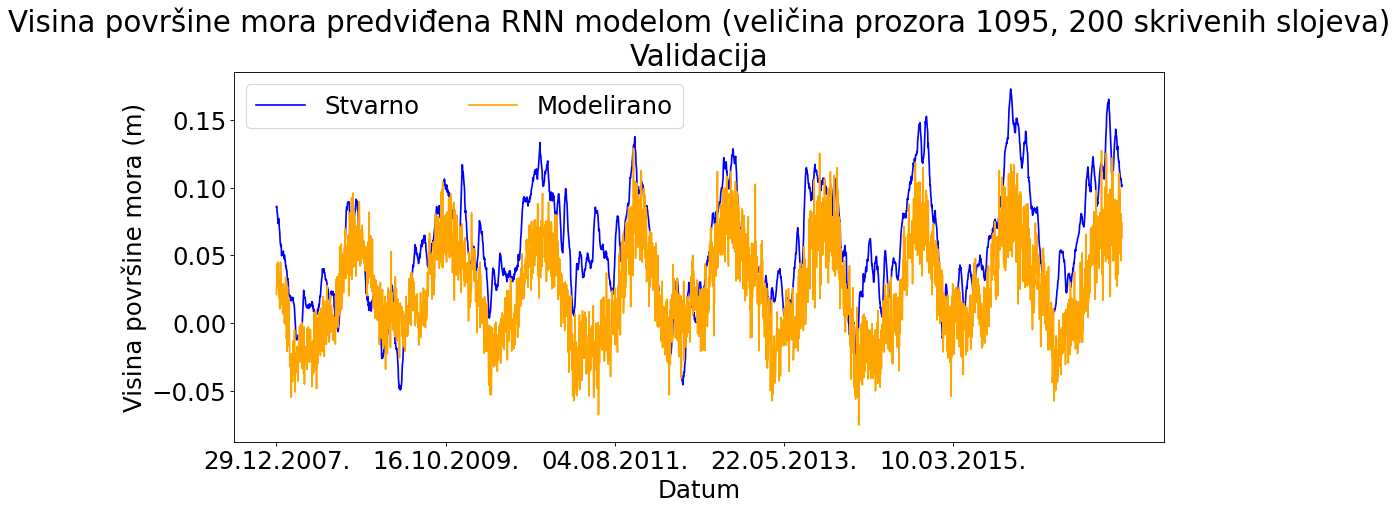 Visina površine mora predviđena RNN modelom (veličina prozora 1095, 200 skrivenih slojeva)
Validacija
Stvarno Modelirano
Visina površine mora (m)
0.15
0.10
0.05
0.00
−0.05
29.12.2007. 16.10.2009. 04.08.2011. 22.05.2013. 10.03.2015.
Datum